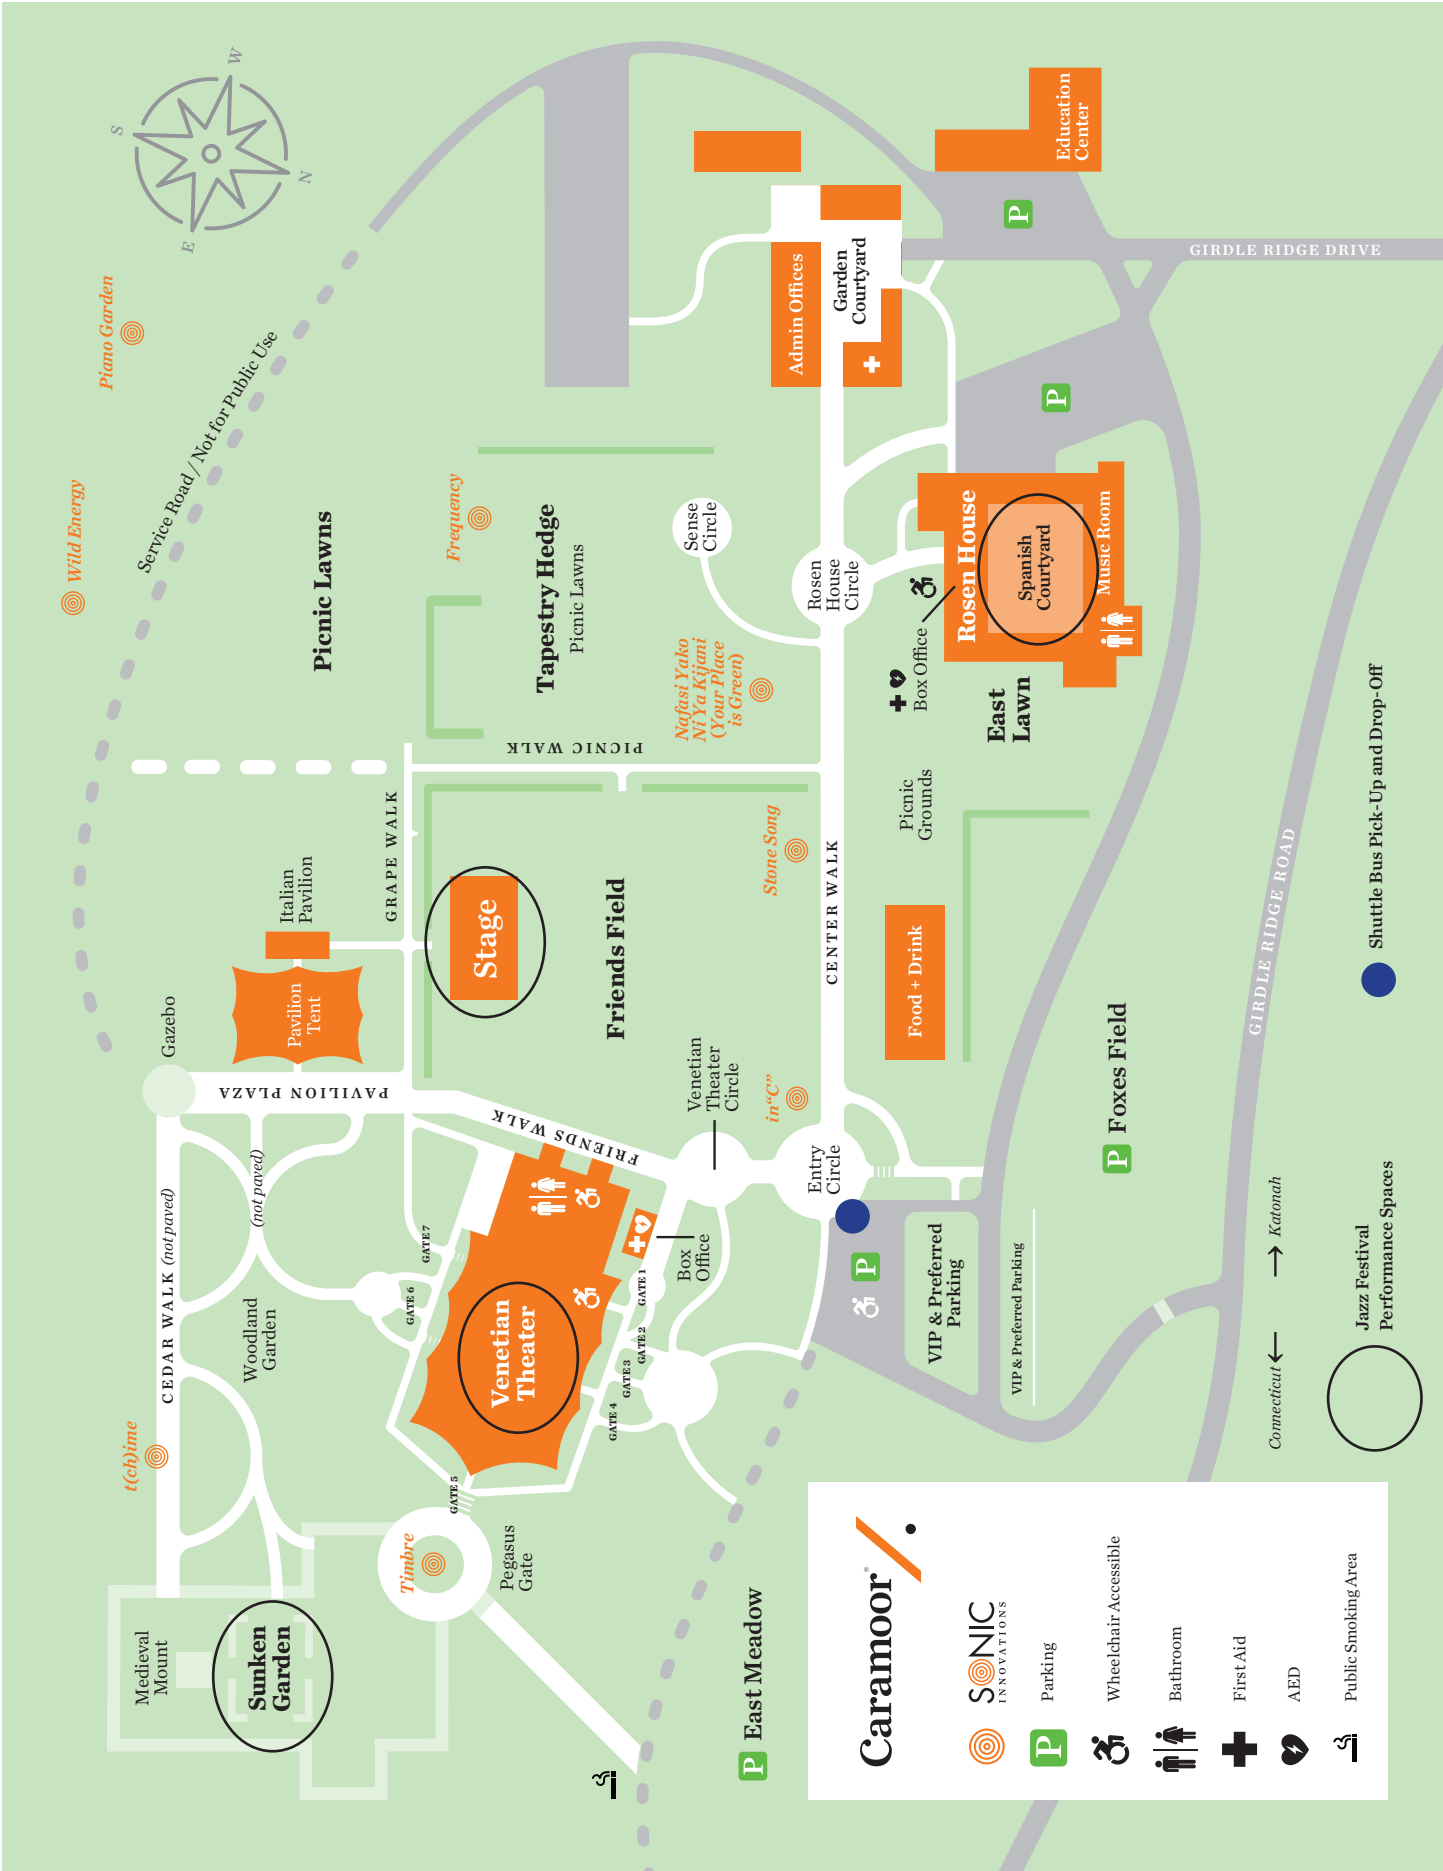 Piano Garden
Wild Energy
Service Road / Not for Public Use
S
W
E
N
Picnic Lawns
Frequency
Tapestry Hedge
Picnic Lawns
Sense
Circle
Nafasi Yako
Ni Ya Kijani
(Your Place
is Green)
PICNIC WALK
Admin Offices
Garden
Courtyard
Education
Center
P
GIRDLE RIDGE DRIVE
P
Rosen
House
Circle
Rosen House
Spanish
Courtyard
Music Room
Box Office
East
Lawn
Picnic
Grounds
Gazebo
Italian
Pavilion
Pavilion
Tent
PAVILION PLAZA
GRAPE WALK
Stage
Friends Field
Stone Song
CENTER WALK
Food + Drink
FRIENDS WALK
Venetian
Theater
Circle
in“C”
Entry
Circle
P
Foxes Field
GIRDLE RIDGE ROAD
Shuttle Bus Pick-Up and Drop-Off
CEDAR WALK (not paved)
(not paved)
Woodland
Garden
t(ch)ime
GATE 7
GATE 6
GATE 5
GATE 4
GATE 3
GATE 2
GATE 1
Venetian
Theater
Box
Office
P
VIP & Preferred
Parking
VIP & Preferred Parking
Connecticut
Katonah
Jazz Festival
Performance Spaces
Medieval
Mount
Sunken
Garden
Timbre
Pegasus
Gate
P
East Meadow
Caramoor
SONIC
INNOVATIONS
P
Parking
Wheelchair Accessible
Bathroom
First Aid
AED
Public Smoking Area